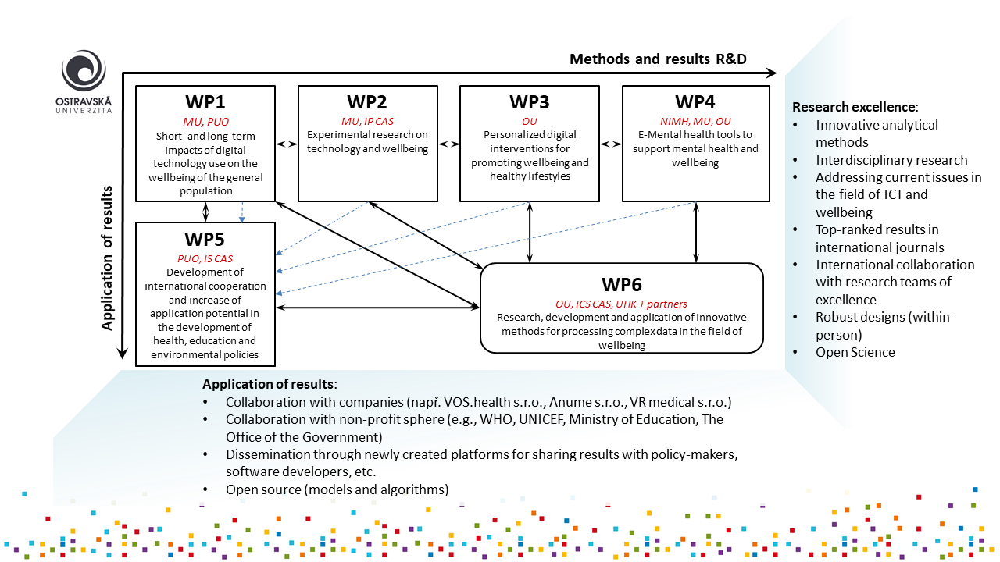 Methods and results R&D
OSTRAVSKÁ
UNIVERZITA
Application of results
WP1
MU, PUO
Short- and long-term
impacts of digital
technology use on the
wellbeing of the general
population
WP2
MU, IP CAS
Experimental research on
technology and wellbeing
WP3
OU
Personalized digital
interventions for
promoting wellbeing and
healthy lifestyles
WP4
NIMH, MU, OU
E-Mental health tools to
support mental health and
wellbeing
WP5
PUO, IS CAS
Development of
international cooperation
and increase of
application potential in
the development of
health, education and
environmental policies
WP6
OU, ICS CAS, UHK + partners
Research, development and application of innovative
methods for processing complex data in the field of
wellbeing
Research excellence:
• Innovative analytical
methods
• Interdisciplinary research
• Addressing current issues in
the field of ICT and
wellbeing
• Top-ranked results in
international journals
• International collaboration
with research teams of
excellence
• Robust designs (within-
person)
• Open Science
Application of results:
• Collaboration with companies (např. VOS.health s.r.o., Anume s.r.o., VR medical s.r.o.)
• Collaboration with non-profit sphere (e.g., WHO, UNICEF, Ministry of Education, The
Office of the Government)
• Dissemination through newly created platforms for sharing results with policy-makers,
software developers, etc.
• Open source (models and algorithms)